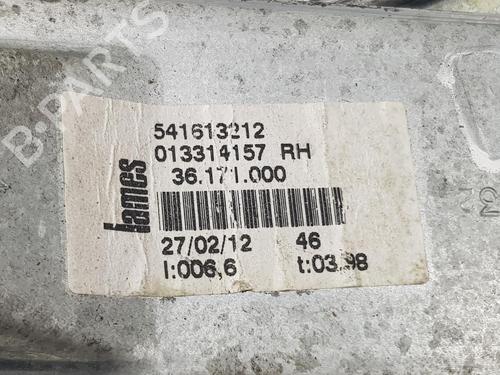 B-PARTS
541613212
013314157 RH
36.171.000
lames
27/02/12 46
I:006,6 t:03.98